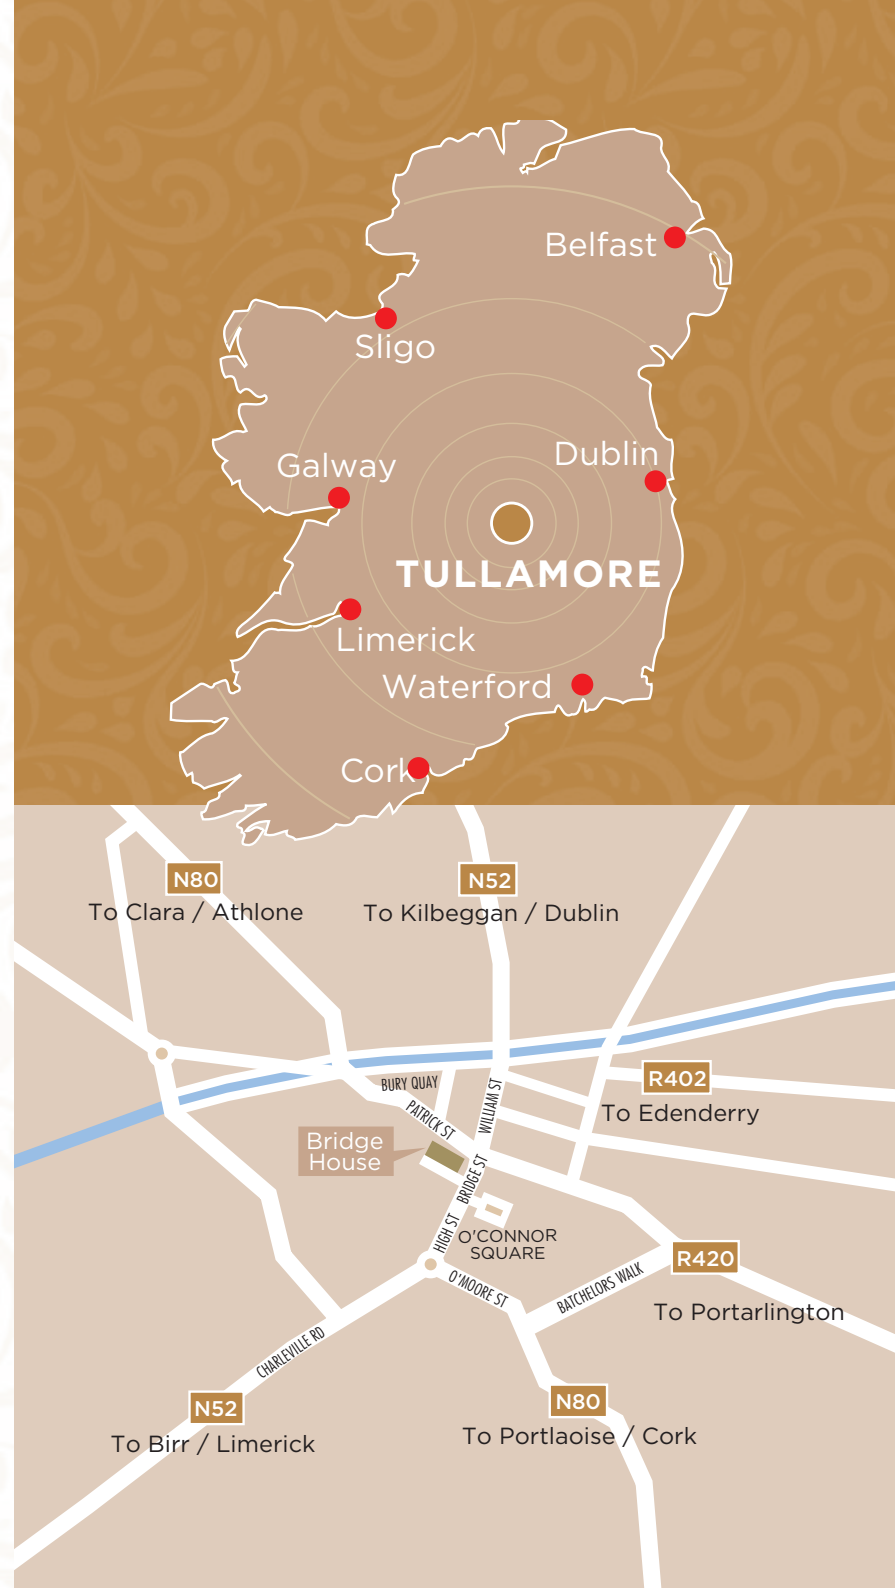 Belfast
Sligo
Dublin
Galway
TULLAMORE
Limerick
Waterford
Cork
N80
To Clara / Athlone
N52
To Kilbeggan / Dublin
BURY QUAY
R402
To Edenderry
PATRICK ST
WILLIAM ST
Bridge
House
BRIDGE ST
HIGH ST
O'CONNOR
SQUARE
R420
To Portarlington
O'MOORE ST
BATCHELORS WALK
CHARLEVILLE RD
N52
To Birr / Limerick
N80
To Portlaoise / Cork